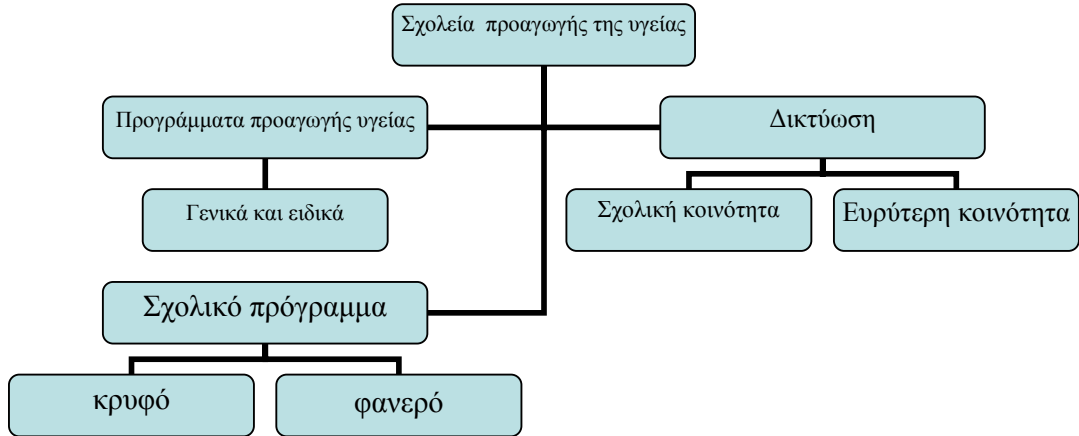 Σχολεία προαγωγής της υγείας
Προγράμματα προαγωγής υγείας
Δικτύωση
Γενικά και ειδικά
Σχολική κοινότητα
Ευρύτερη κοινότητα
Σχολικό πρόγραμμα
κρυφό
φανερό